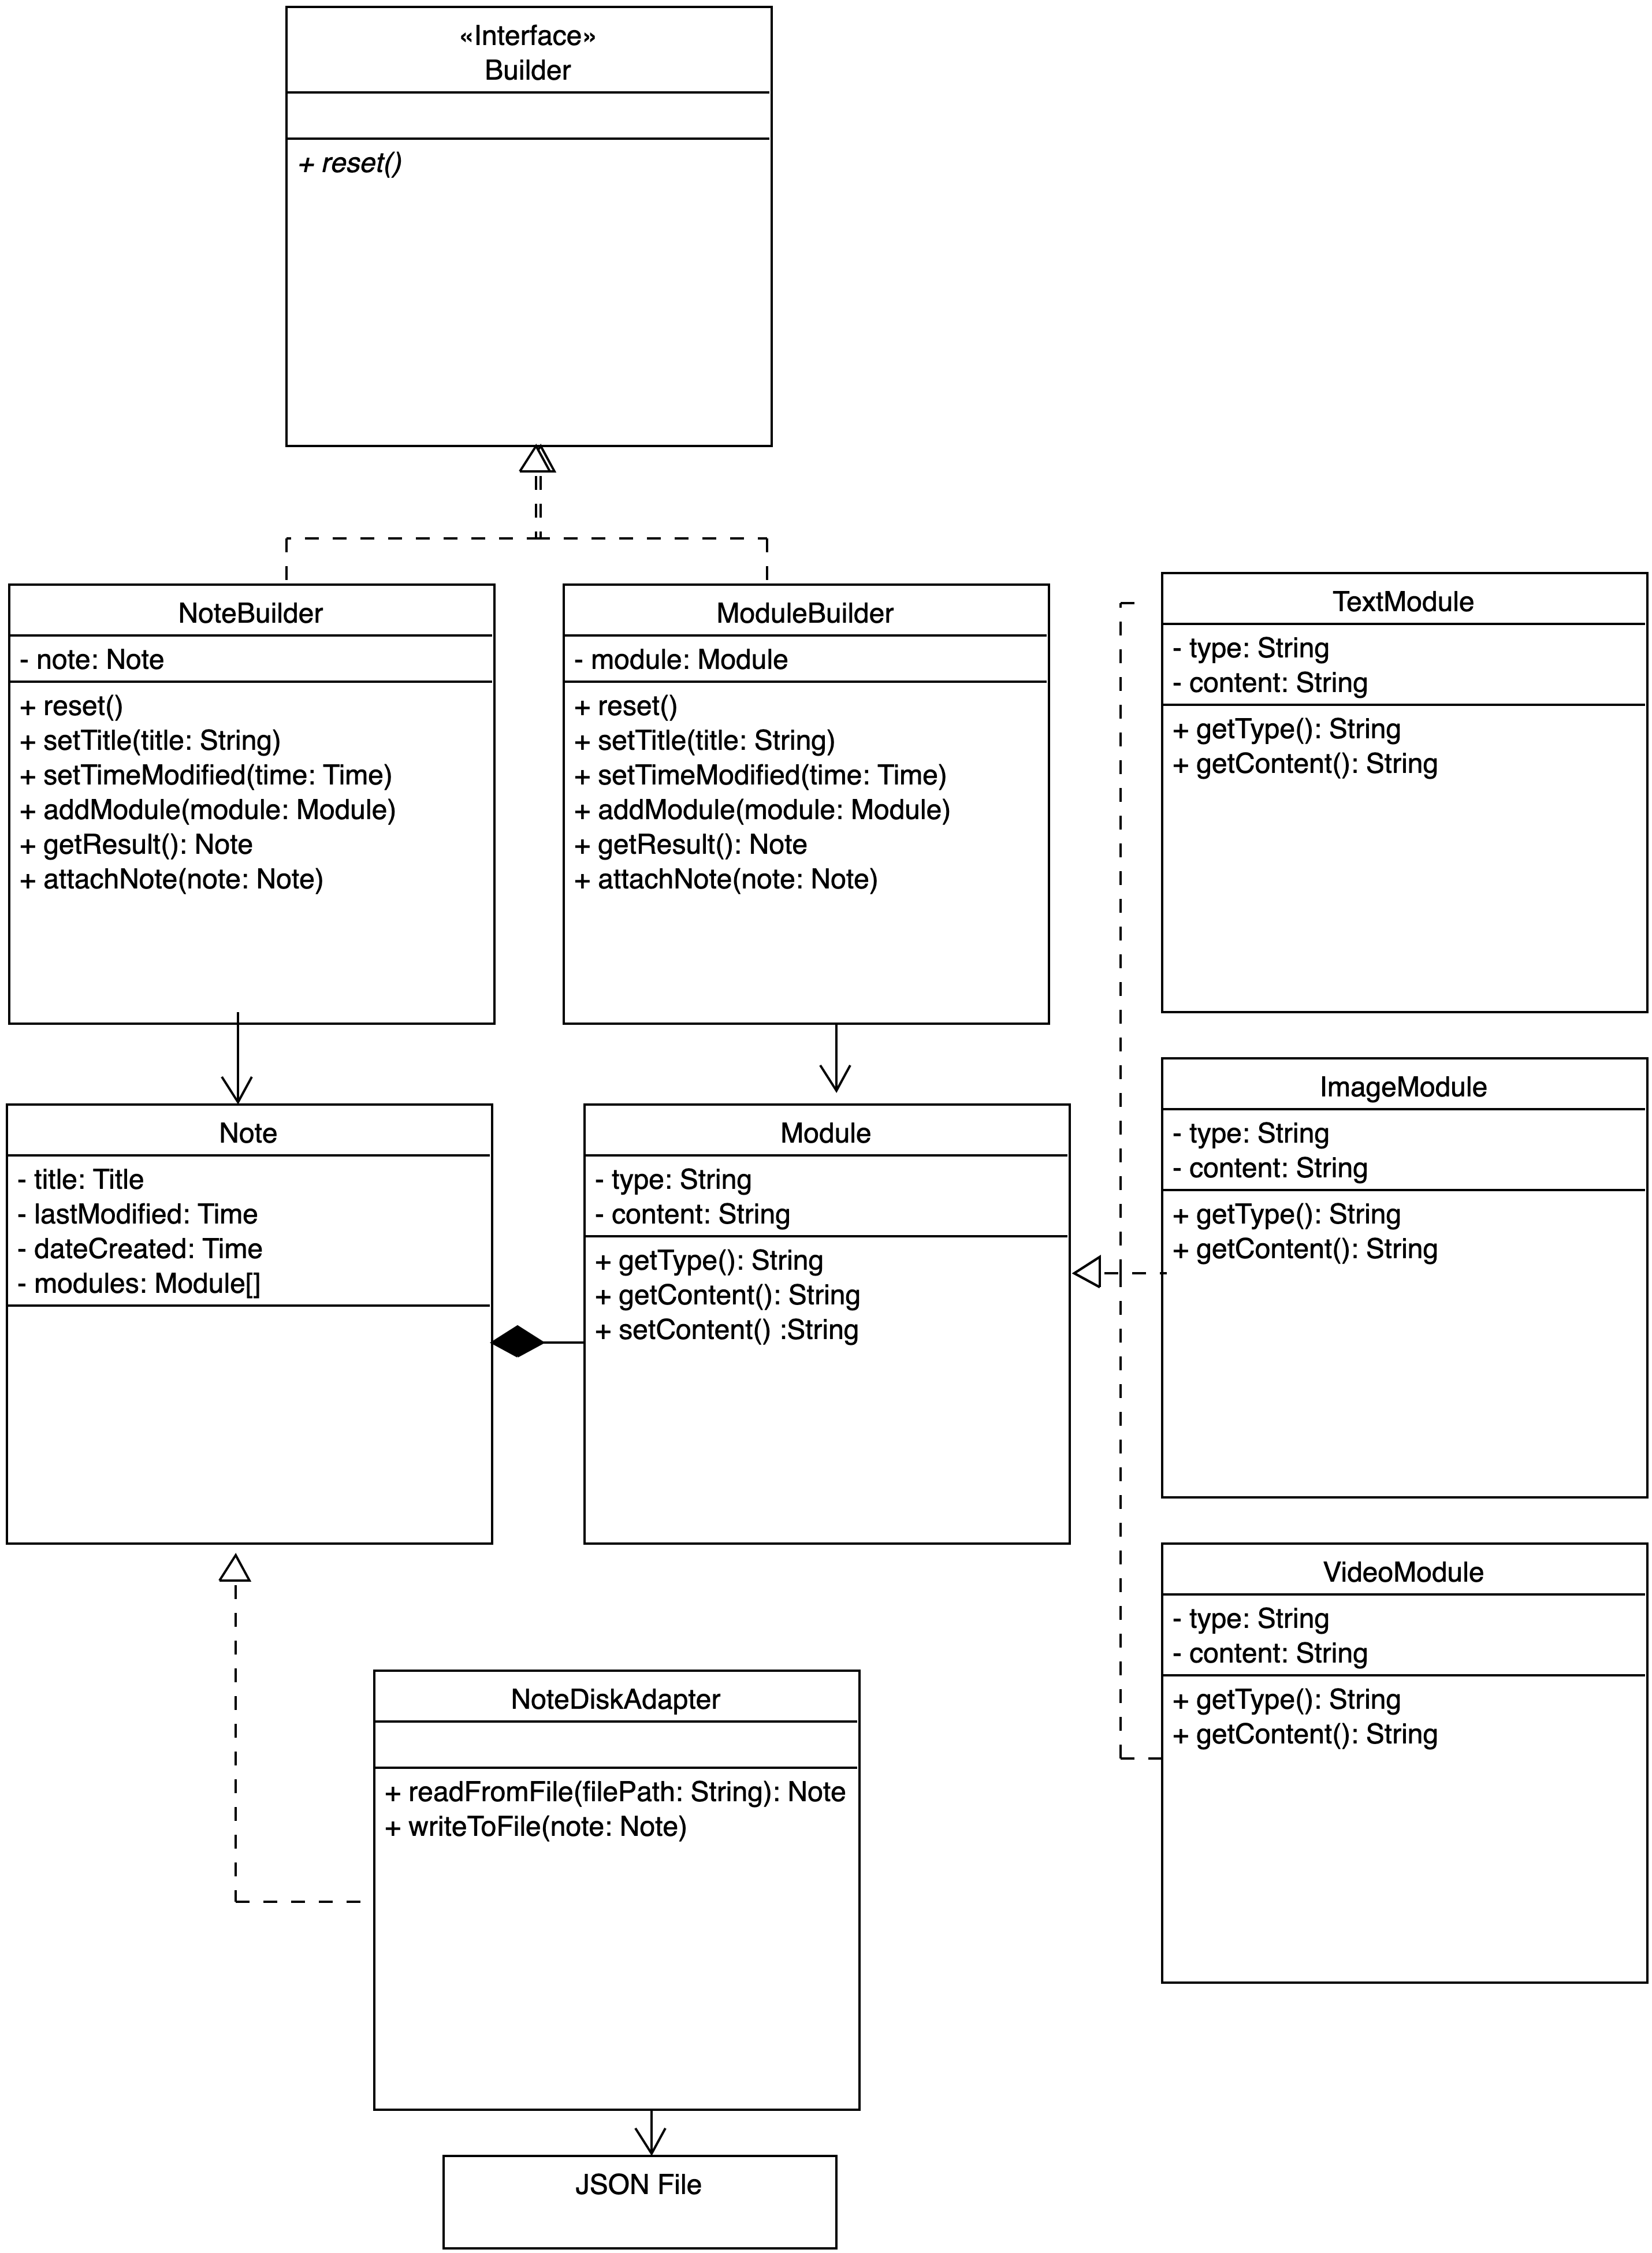 «Interface»
Builder
+ reset()
NoteBuilder
- note: Note
+ reset()
+ setTitle(title: String)
+ setTimeModified(time: Time)
+ addModule(module: Module)
+ getResult(): Note
+ attachNote(note: Note)
ModuleBuilder
- module: Module
+ reset()
+ setTitle(title: String)
+ setTimeModified(time: Time)
+ addModule(module: Module)
+ getResult(): Note
+ attachNote(note: Note)
TextModule
- type: String
- content: String
+ getType(): String
+ getContent(): String
Note
- title: Title
- lastModified: Time
- dateCreated: Time
- modules: Module[]
Module
- type: String
- content: String
+ getType(): String
+ getContent(): String
+ setContent() :String
ImageModule
- type: String
- content: String
+ getType(): String
+ getContent(): String
VideoModule
- type: String
- content: String
+ getType(): String
+ getContent(): String
NoteDiskAdapter
+ readFromFile(filePath: String): Note
+ writeToFile(note: Note)
JSON File